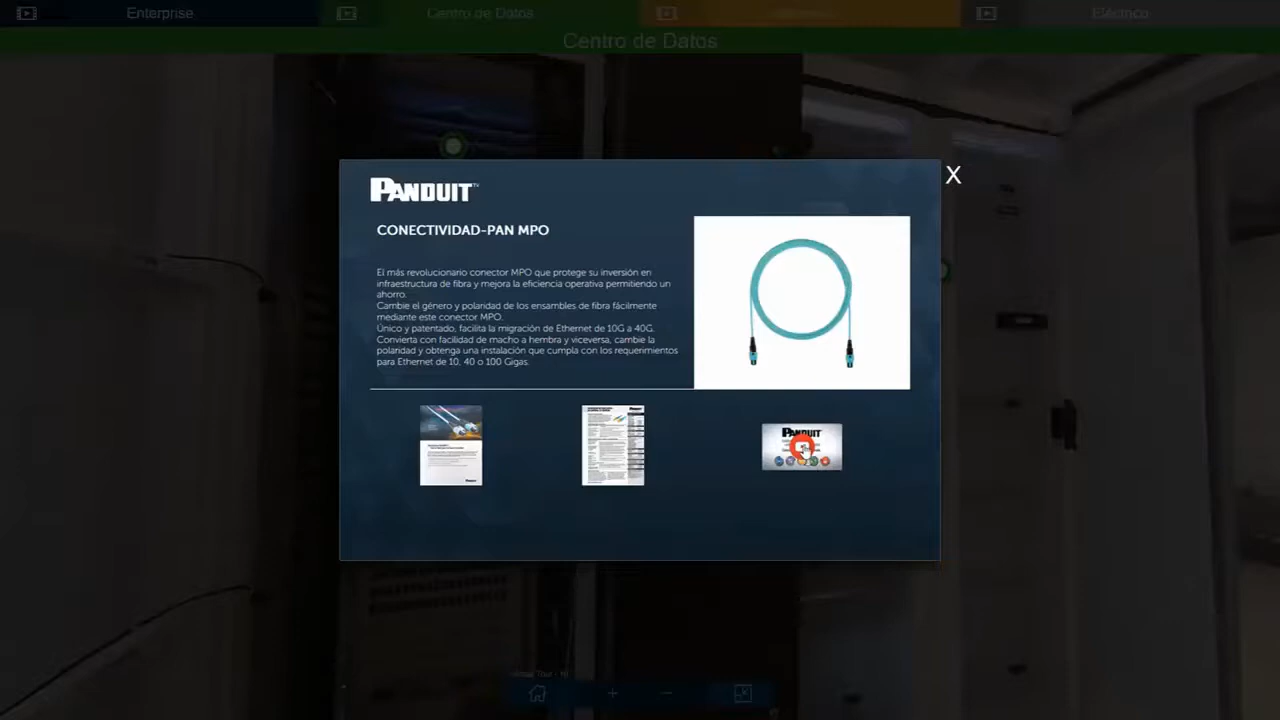 Enterprise
Centro de Datos
Eléctrico
Centro de Datos
PANDUIT
CONECTIVIDAD-PAN MPO
El más revolucionario conector MPO que protege su inversión en
infraestructura de fibra y mejora la eficiencia operativa permitiendo un
ahorro.
Cambie el género y polaridad de los ensambles de fibra fácilmente
mediante este conector MPO.
Único y patentado, facilita la migración de Ethernet de 10G a 40G.
Convierta con facilidad de macho a hembra y viceversa, cambie la
polaridad y obtenga una instalación que cumpla con los requerimientos
para Ethernet de 10, 40 o 100 Gigas.
X
PANDUIT